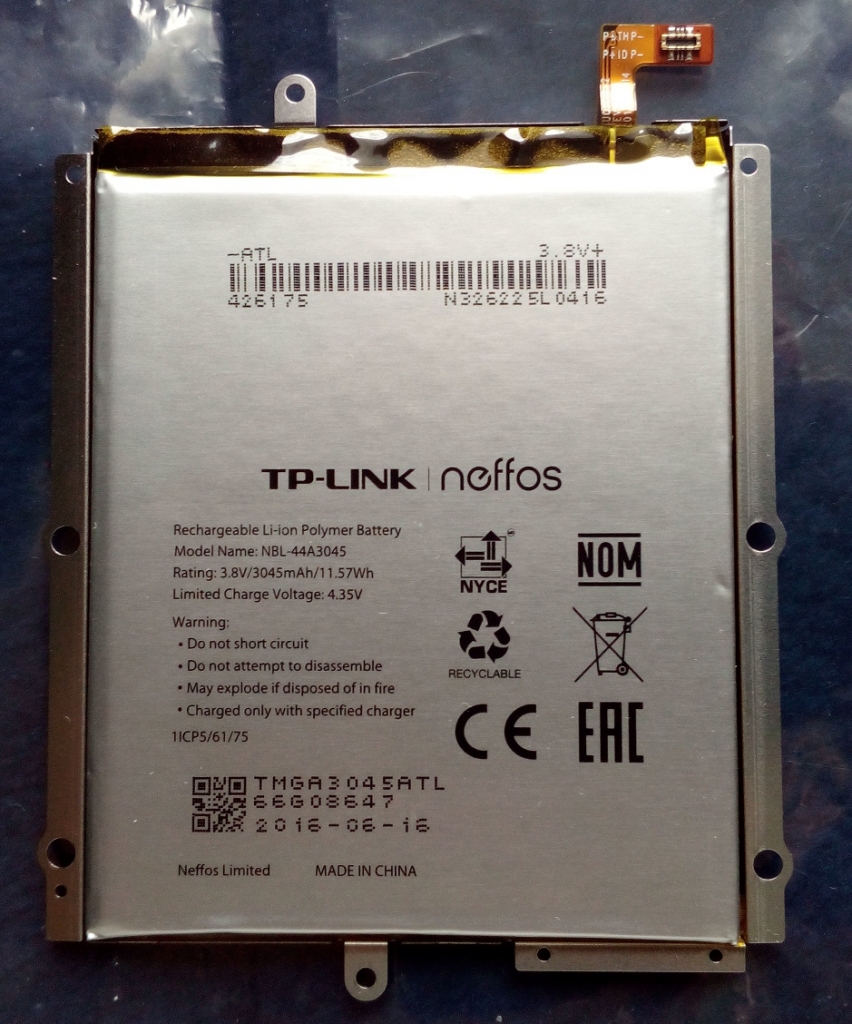 PBTHP-
P+IDP-
-ATL 3.8V+
426175 N326225L0416
TP-LINK | neffos
Rechargeable Li-ion Polymer Battery
Model Name: NBL-44A3045
Rating: 3.8V/3045mAh/11.57Wh
Limited Charge Voltage: 4.35V
NYCE
NOM
Warning:
• Do not short circuit
• Do not attempt to disassemble
• May explode if disposed of in fire
• Charged only with specified charger
1ICP5/61/75
RECYCLABLE
CE EAC
TMGA3045ATL
66G08647
2016-06-16
Neffos Limited MADE IN CHINA